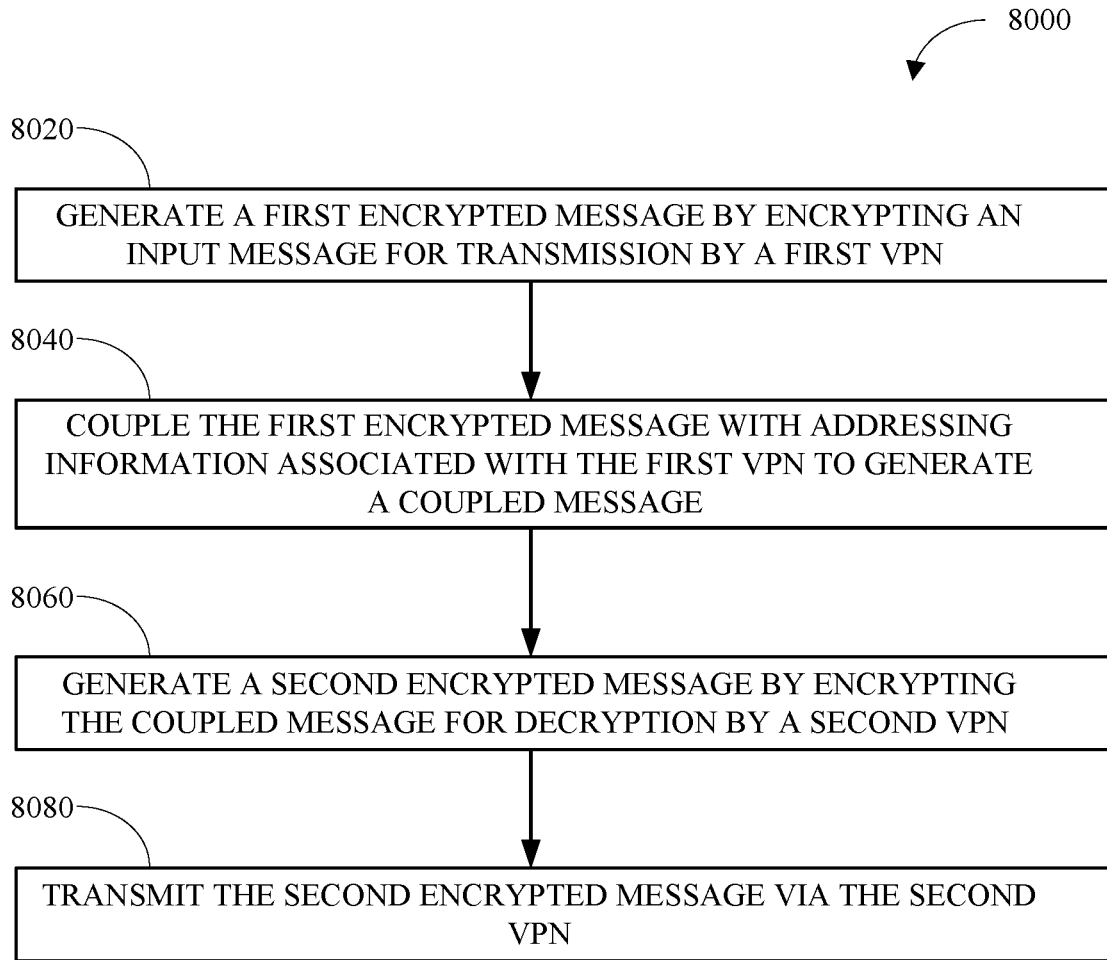 8000
8020
GENERATE A FIRST ENCRYPTED MESSAGE BY ENCRYPTING AN
INPUT MESSAGE FOR TRANSMISSION BY A FIRST VPN
8040
COUPLE THE FIRST ENCRYPTED MESSAGE WITH ADDRESSING
INFORMATION ASSOCIATED WITH THE FIRST VPN TO GENERATE
A COUPLED MESSAGE
8060
GENERATE A SECOND ENCRYPTED MESSAGE BY ENCRYPTING
THE COUPLED MESSAGE FOR DECRYPTION BY A SECOND VPN
8080
TRANSMIT THE SECOND ENCRYPTED MESSAGE VIA THE SECOND
VPN